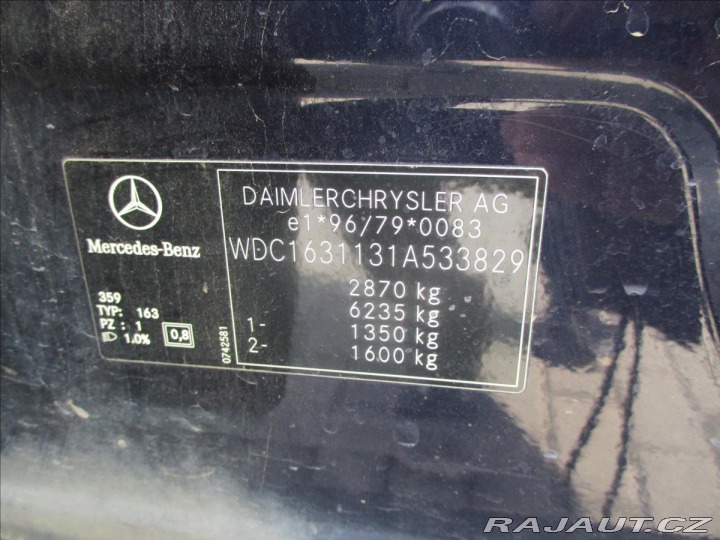 Mercedes-Benz
359
TYP: 163
PZ : 1
1.0%
0,8
0742581
DAIMLERCHRYSLER AG
e1*96/79*0083
WDC1631131A533829
2870 kg
6235 kg
1- 1350 kg
2- 1600 kg
RAJAUT.CZ